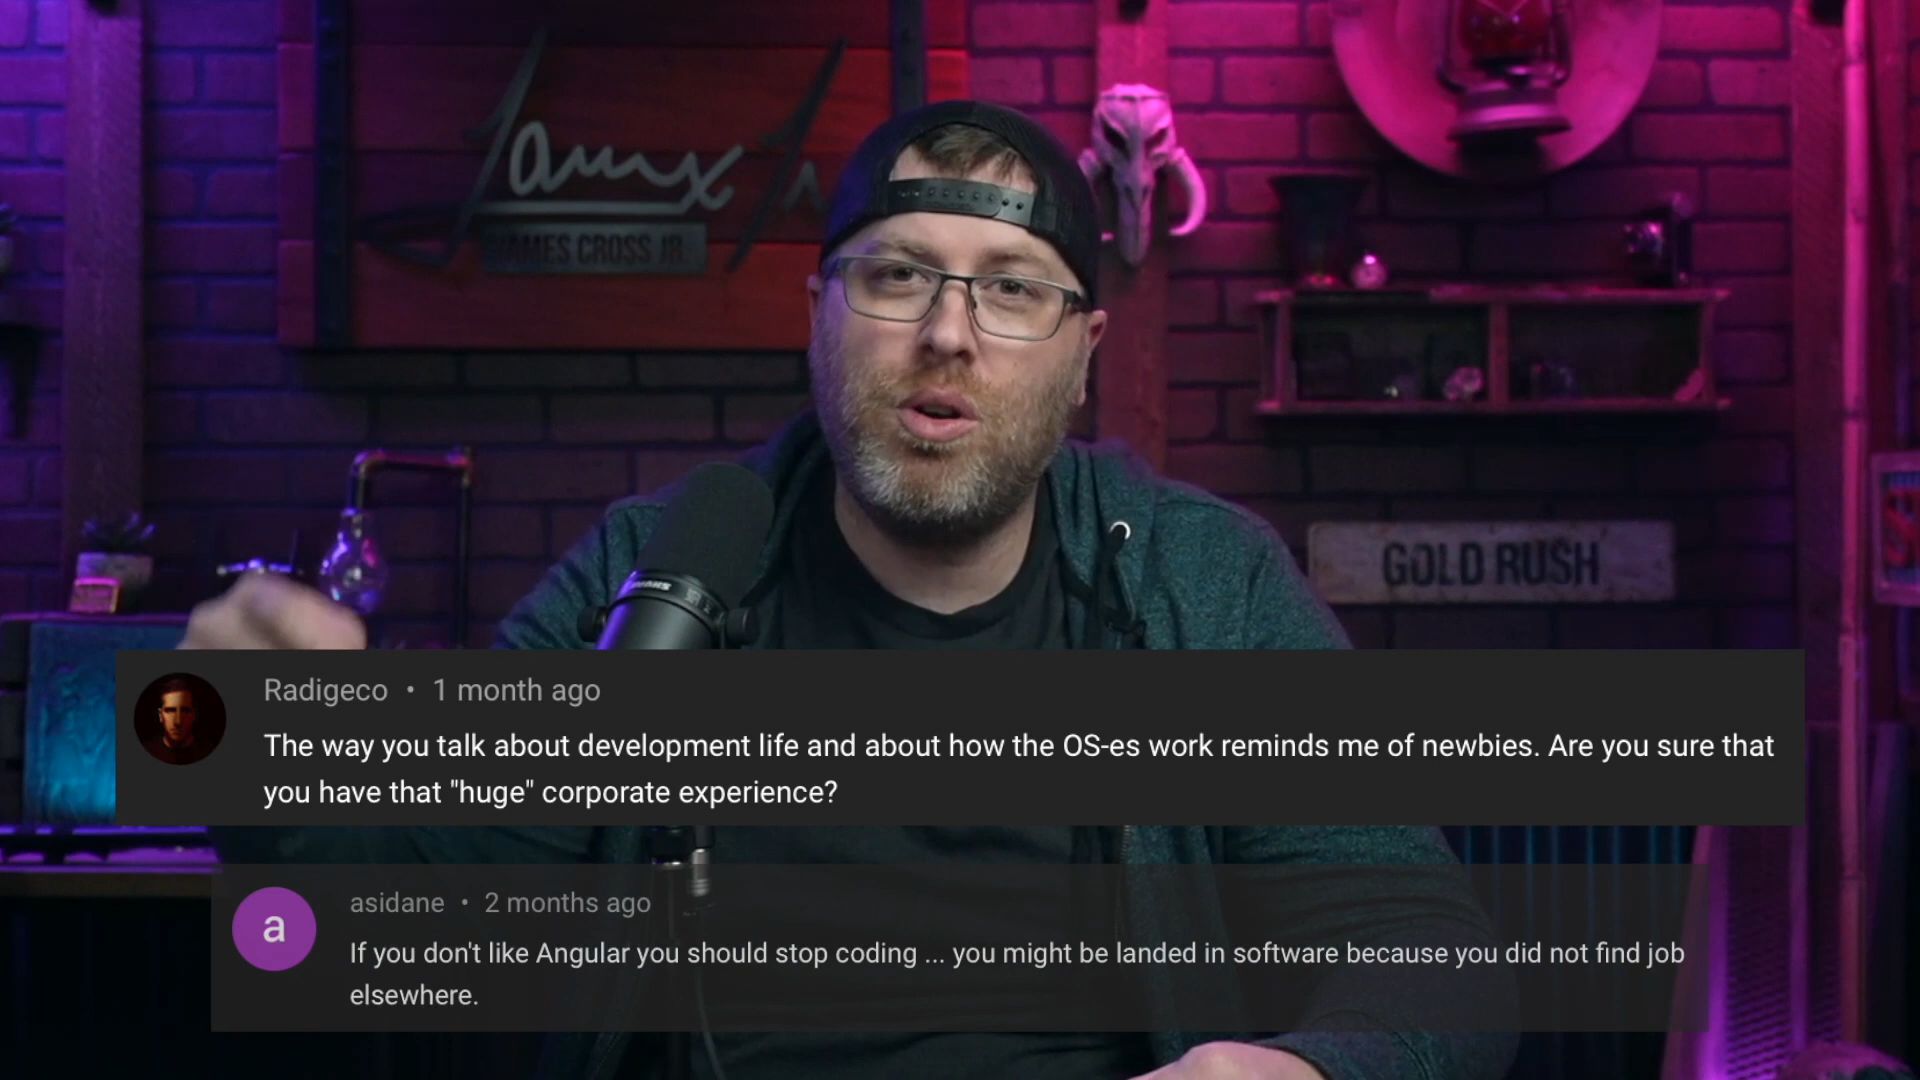 JAMES CROSS JR.
GOLD RUSH
Radigeco • 1 month ago
The way you talk about development life and about how the OS-es work reminds me of newbies. Are you sure that
you have that "huge" corporate experience?
a
asidane • 2 months ago
If you don't like Angular you should stop coding ... you might be landed in software because you did not find job
elsewhere.